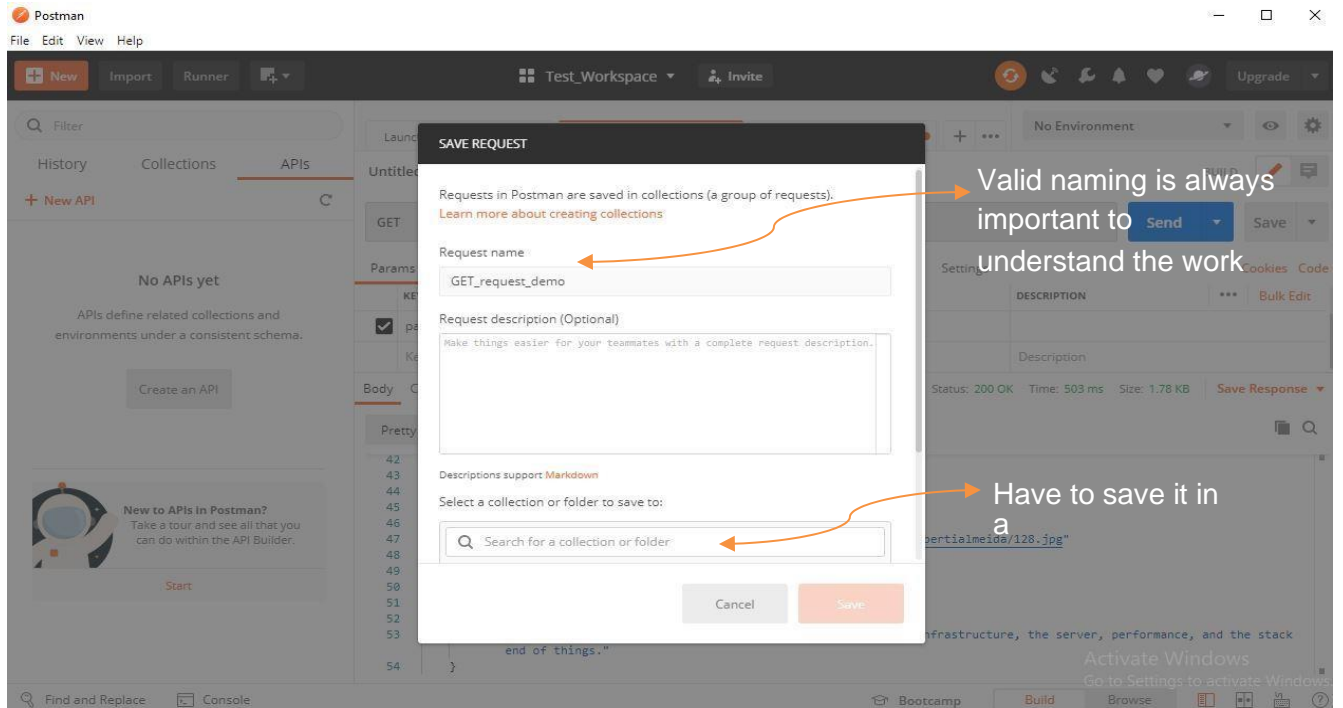 Postman
File Edit View Help
New Import Runner Test_Workspace Invite Upgrade
Filter
History Collections APIs
+ New API
No APIs yet
APIs define related collections and
environments under a consistent schema.
Create an API
New to APIs in Postman?
Take a tour and see all that you
can do within the API Builder.
Start
Launc
No Environment
Untitled
GET
Send Save
Params
Cookies Code
KE
DESCRIPTION ••• Bulk Edit
pa
Ke
Description
Body C
Status: 200 OK Time: 503 ms Size: 1.78 KB Save Response
Pretty
SAVE REQUEST
Requests in Postman are saved in collections (a group of requests).
Learn more about creating collections
Request name
GET_request_demo
Request description (Optional)
Make things easier for your teammates with a complete request description.
Descriptions support Markdown
Select a collection or folder to save to:
Search for a collection or folder
Cancel Save
Valid naming is always
important to
understand the work
Have to save it in
a
42
43
44
45
46
47 pertialmeida/128.jpg"
48
49
50
51
52
53 nfrastructure, the server, performance, and the stack
end of things."
54 }
Activate Windows
Go to Settings to activate Windows
Find and Replace Console Bootcamp Build Browse